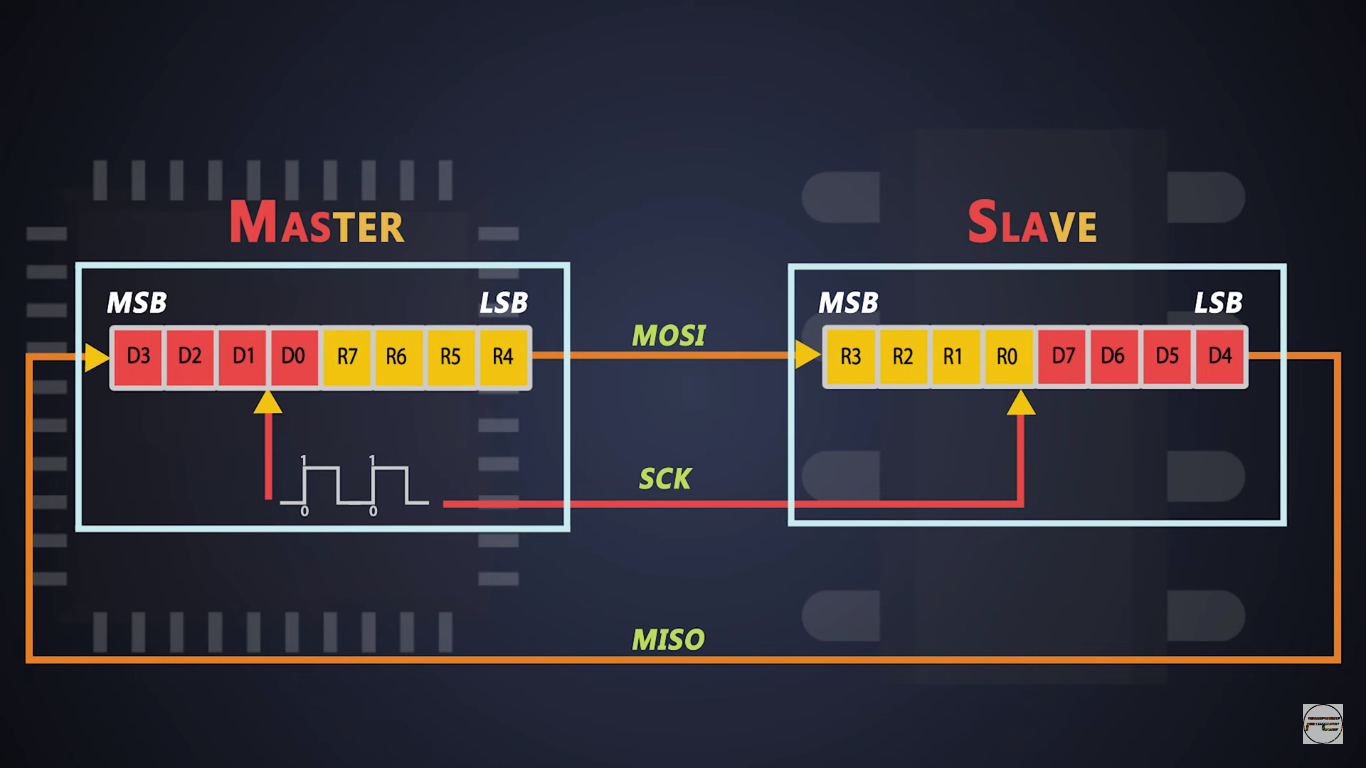 MASTER
SLAVE
MSB LSB
MSB LSB
D3 D2 D1 D0 R7 R6 R5 R4
MOSI
R3 R2 R1 R0 D7 D6 D5 D4
1 1
0 0
SCK
MISO